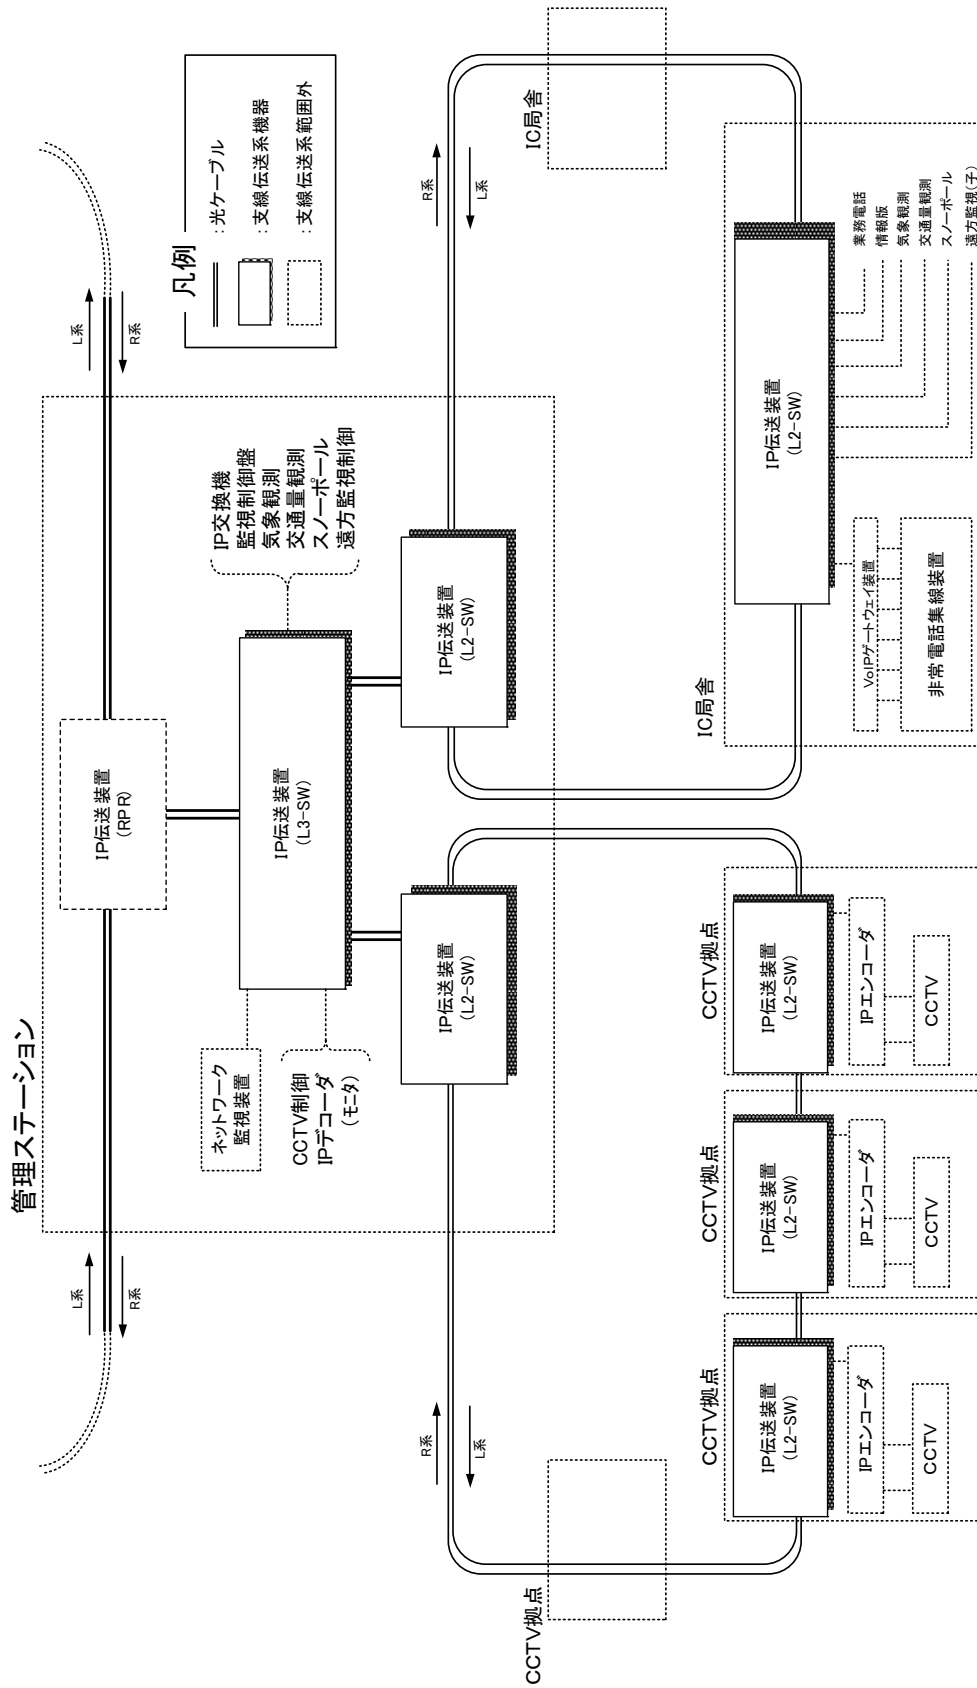 管理ステーション
L系
R系
L系
R系
IP伝送装置
(RPR)
凡例
:光ケーブル
:支線伝送系機器
:支線伝送系範囲外
ネットワーク
監視装置
CCTV制御
IPデコーダ
(モニタ)
IP伝送装置
(L3-SW)
IP交換機
監視制御盤
気象観測
交通量観測
スノーポール
遠方監視制御
IP伝送装置
(L2-SW)
IP伝送装置
(L2-SW)
R系
L系
R系
L系
CCTV拠点
IC局舎
CCTV拠点
IP伝送装置
(L2-SW)
IPエンコーダ
CCTV
CCTV拠点
IP伝送装置
(L2-SW)
IPエンコーダ
CCTV
CCTV拠点
IP伝送装置
(L2-SW)
IPエンコーダ
CCTV
IC局舎
IP伝送装置
(L2-SW)
VoIPゲートウェイ装置
非常電話集線装置
業務電話
情報版
気象観測
交通量観測
スノーポール
遠方監視(子)